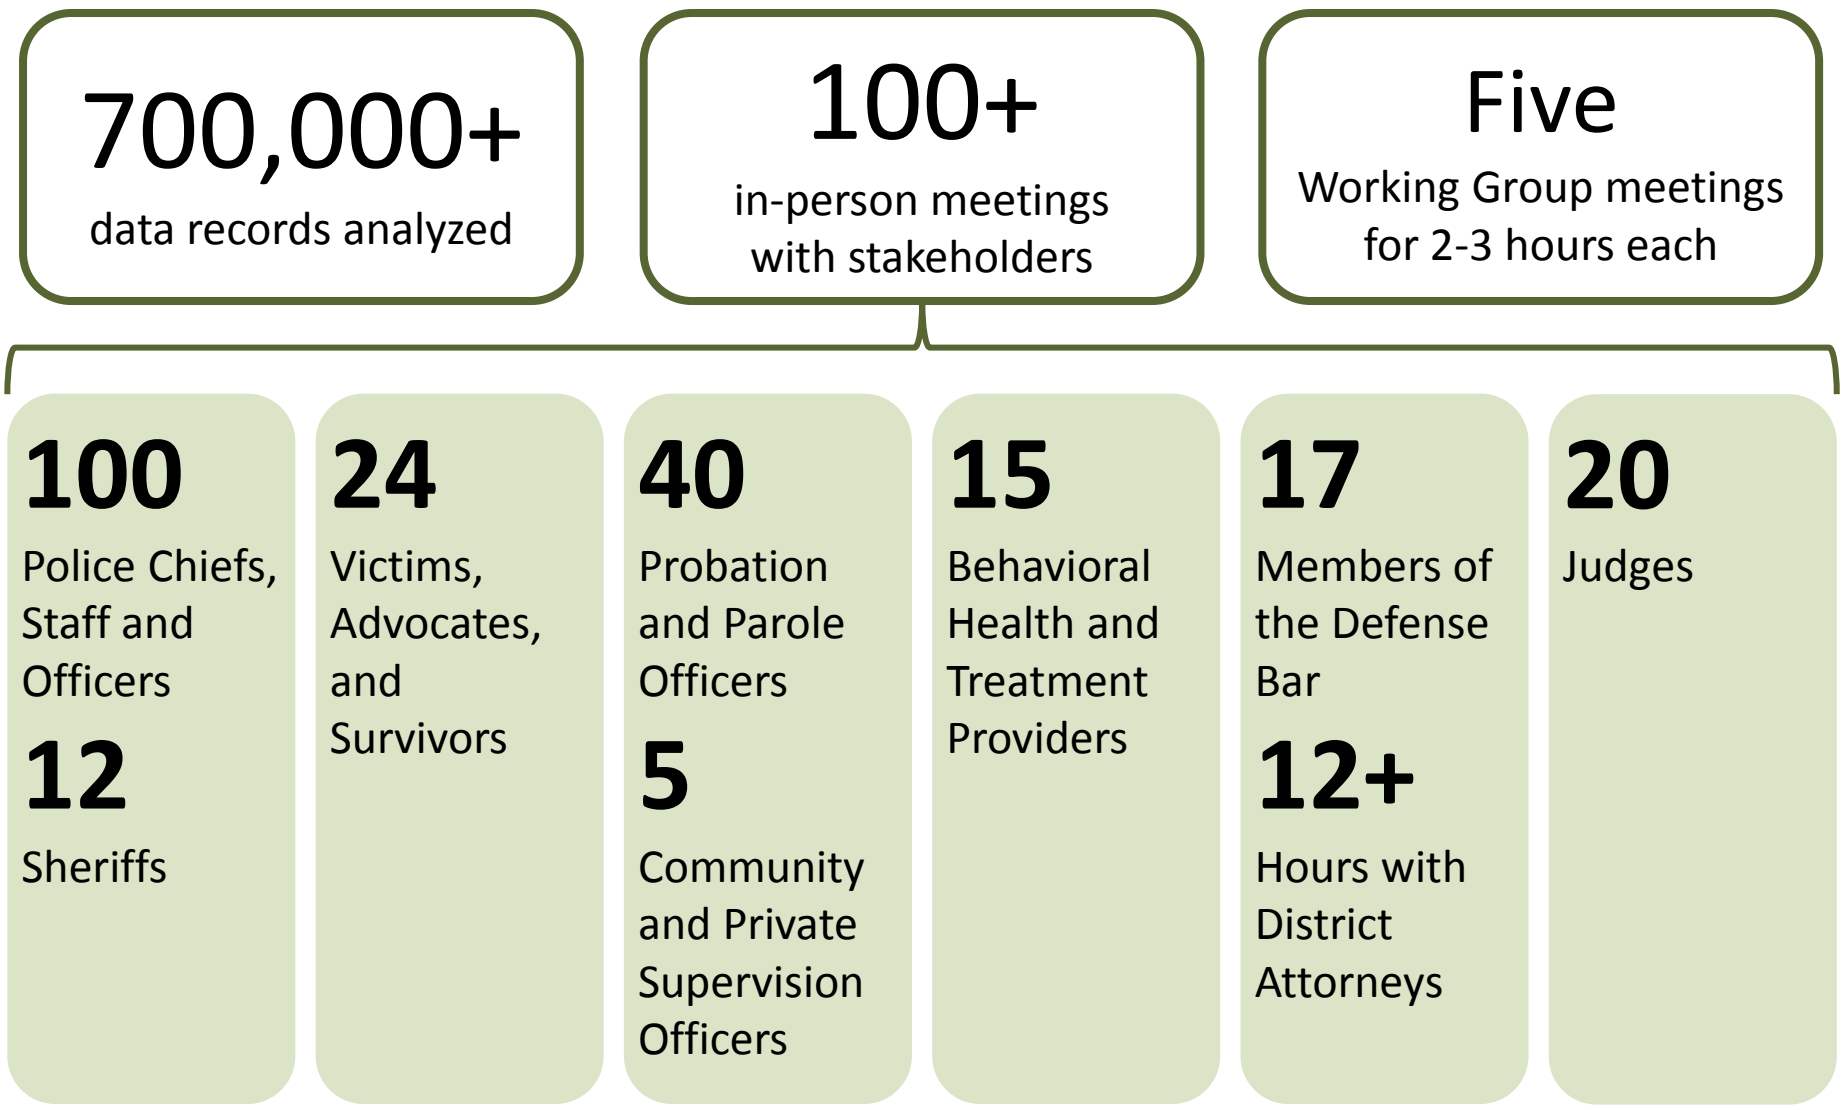 700,000+
data records analyzed
100+
in-person meetings
with stakeholders
Five
Working Group meetings
for 2-3 hours each
100
Police Chiefs,
Staff and
Officers
12
Sheriffs
24
Victims,
Advocates,
and
Survivors
40
Probation
and Parole
Officers
5
Community
and Private
Supervision
Officers
15
Behavioral
Health and
Treatment
Providers
17
Members of
the Defense
Bar
12+
Hours with
District
Attorneys
20
Judges